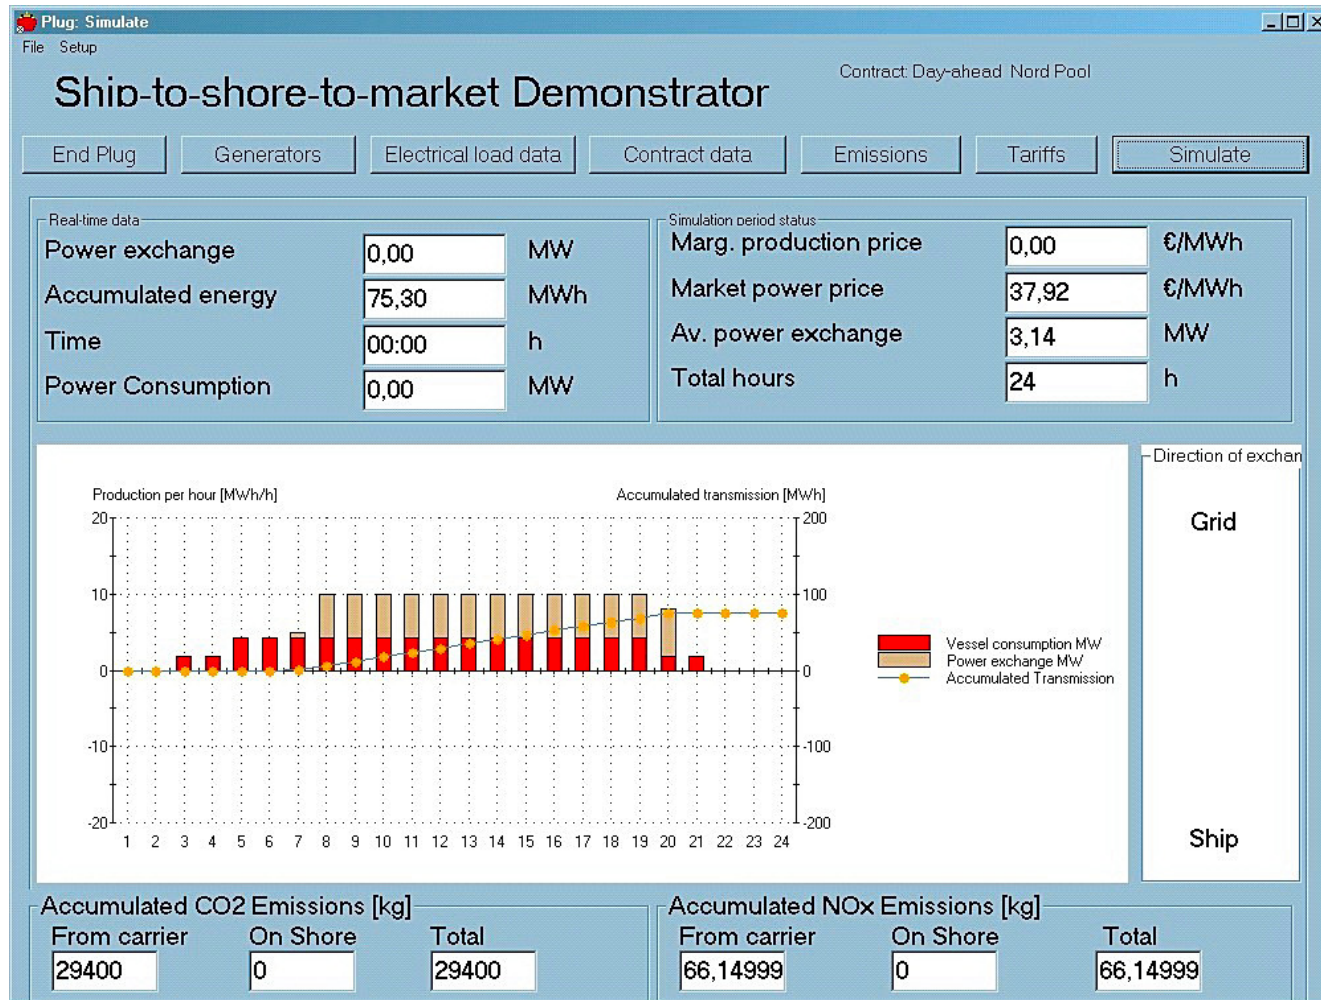 Plug: Simulate
File Setup
Ship-to-shore-to-market Demonstrator
Contract: Day-ahead Nord Pool
End Plug Generators Electrical load data Contract data Emissions Tariffs Simulate
Real-time data
Power exchange 0,00 MW
Accumulated energy 75,30 MWh
Time 00:00 h
Power Consumption 0,00 MW
Simulation period status
Marg. production price 0,00 €/MWh
Market power price 37,92 €/MWh
Av. power exchange 3,14 MW
Total hours 24 h
Production per hour [MWh/h] Accumulated transmission [MWh]
20 200
10 100
0 0
-10 -100
-20 -200
1 2 3 4 5 6 7 8 9 10 11 12 13 14 15 16 17 18 19 20 21 22 23 24
Vessel consumption MW
Power exchange MW
Accumulated Transmission
Direction of exchan
Grid
Ship
Accumulated CO2 Emissions [kg]
From carrier On Shore Total
29400 0 29400
Accumulated NOx Emissions [kg]
From carrier On Shore Total
66,14999 0 66,14999